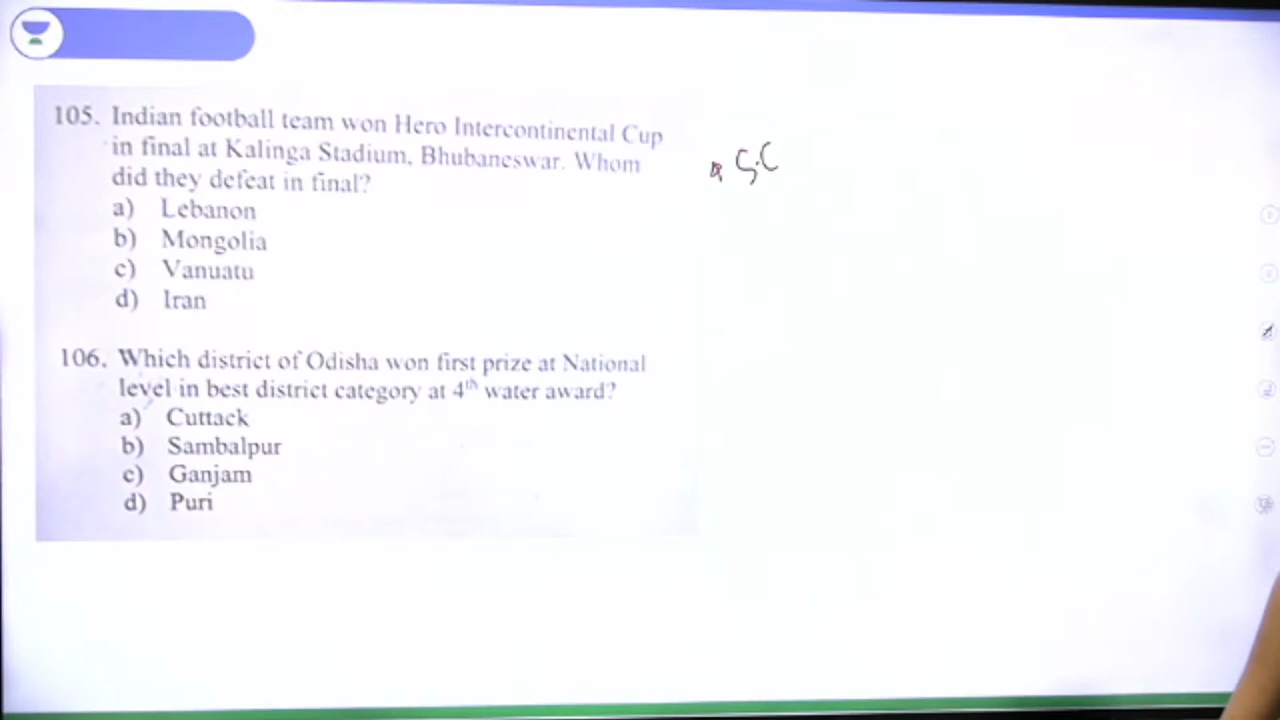 105. Indian football team won Hero Intercontinental Cup
in final at Kalinga Stadium, Bhubaneswar. Whom
did they defeat in final?
a) Lebanon
b) Mongolia
c) Vanuatu
d) Iran
S.C
106. Which district of Odisha won first prize at National
level in best district category at 4th water award?
a) Cuttack
b) Sambalpur
c) Ganjam
d) Puri